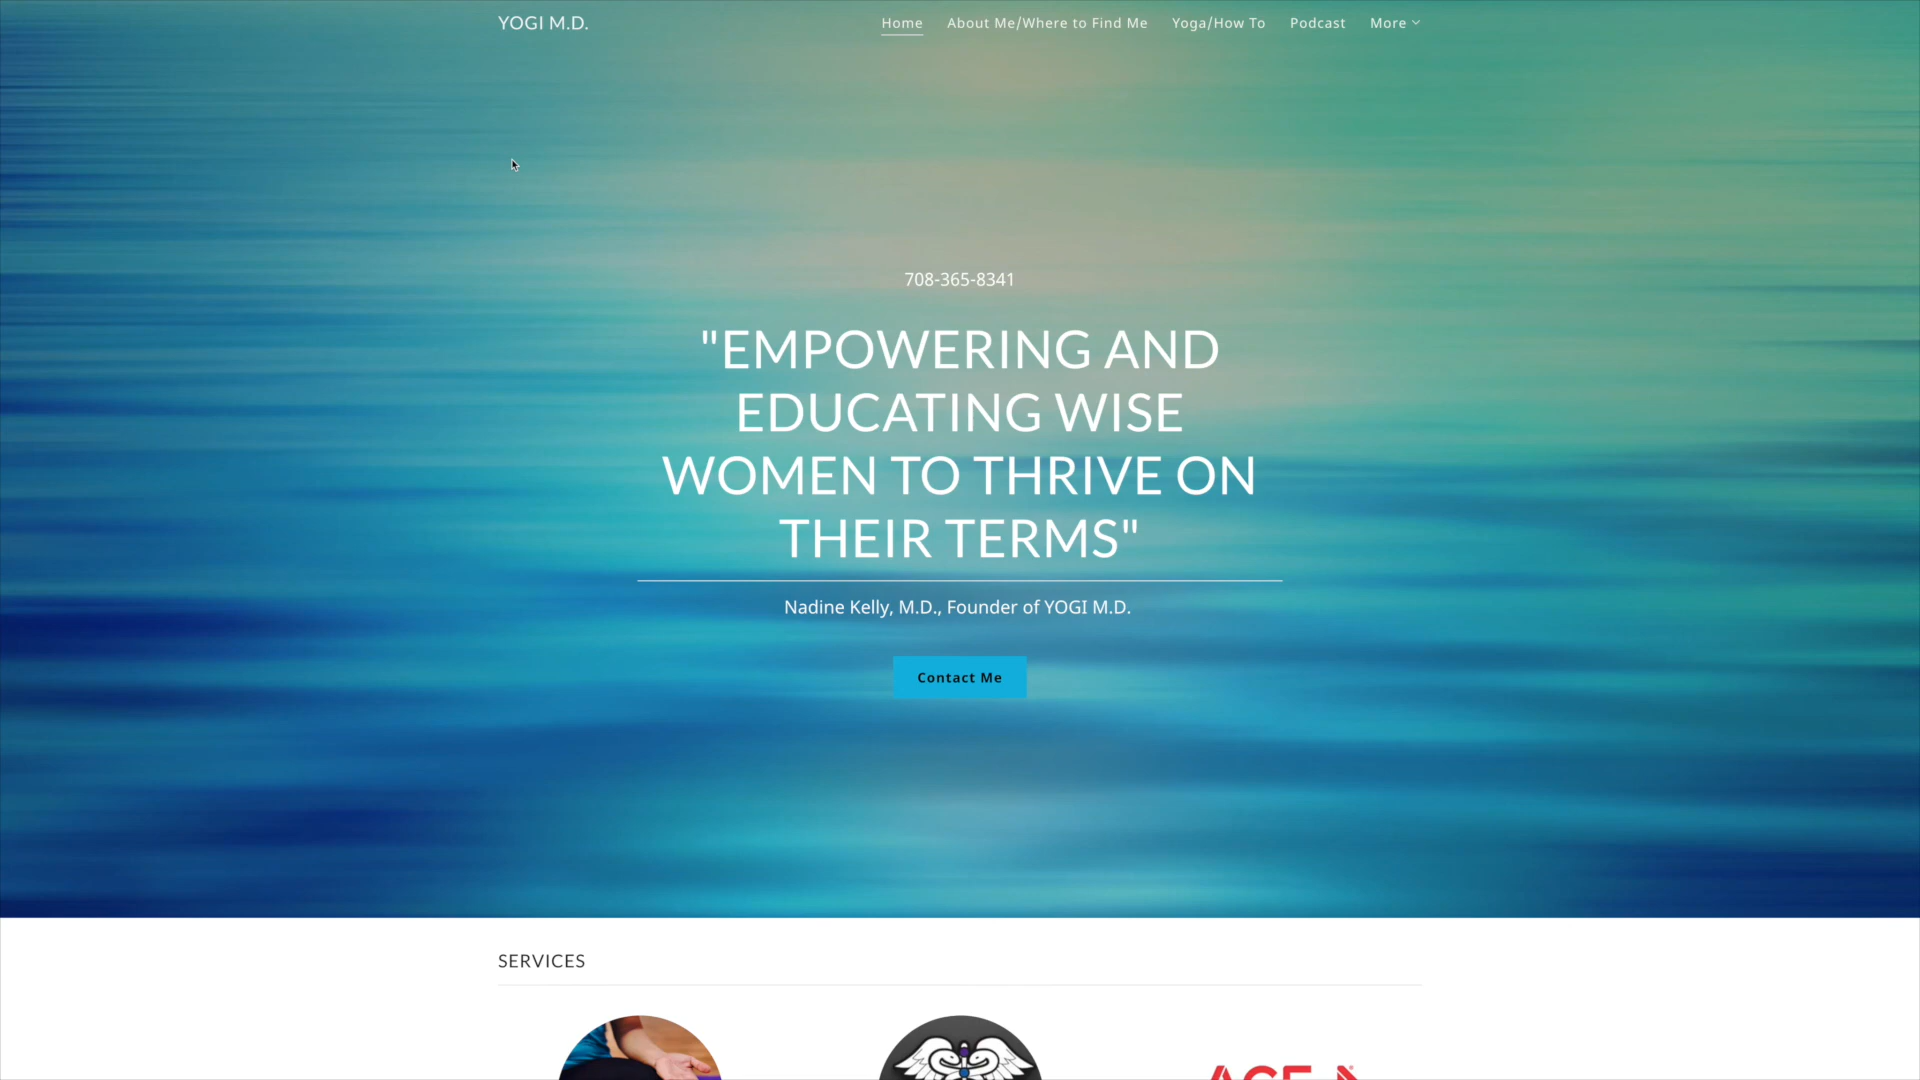 YOGI M.D.
Home About Me/Where to Find Me Yoga/How To Podcast More
708-365-8341
"EMPOWERING AND
EDUCATING WISE
WOMEN TO THRIVE ON
THEIR TERMS"
Nadine Kelly, M.D., Founder of YOGI M.D.
Contact Me
SERVICES